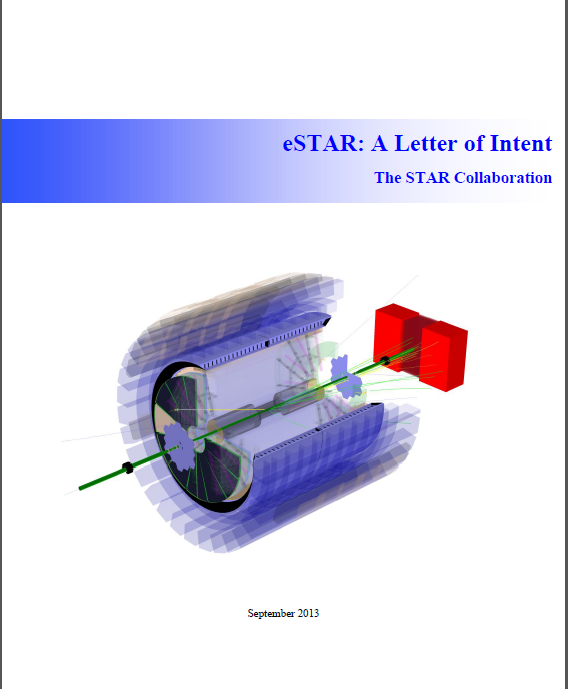 eSTAR: A Letter of Intent
The STAR Collaboration
September 2013